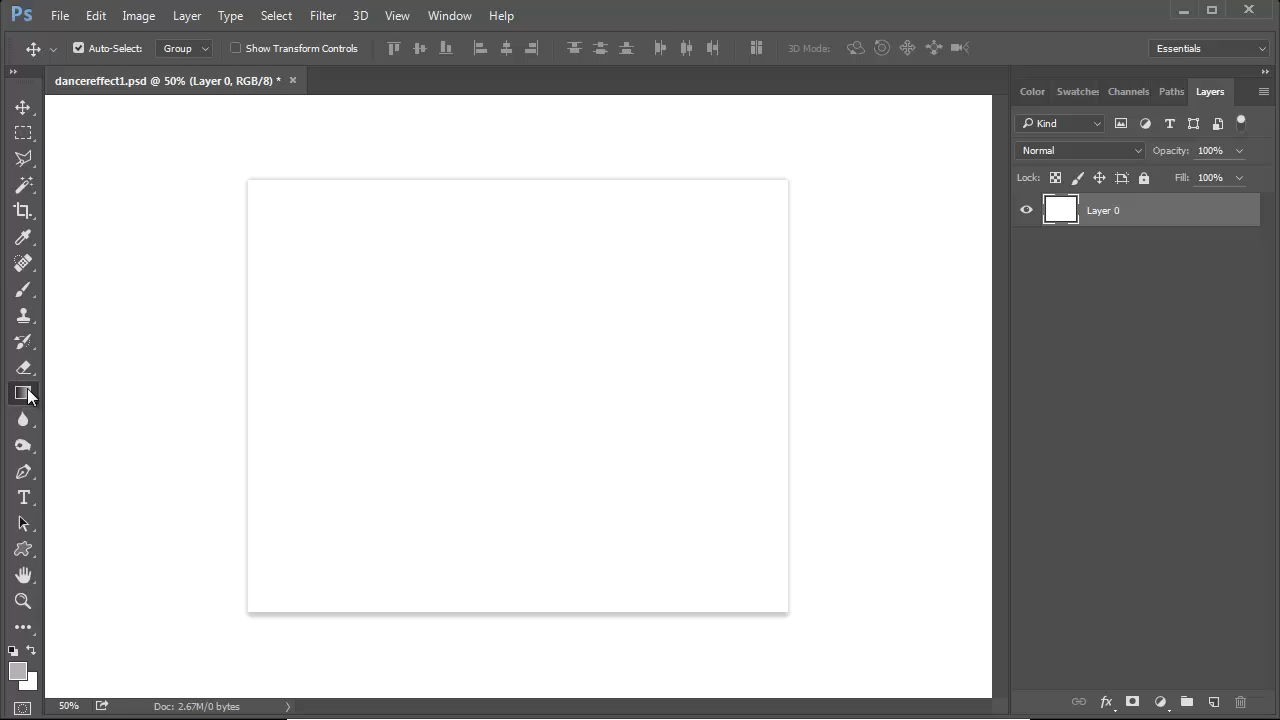 Ps File Edit Image Layer Type Select Filter 3D View Window Help
Auto-Select: Group Show Transform Controls 3D Mode: Essentials
dancereffect1.psd @ 50% (Layer 0, RGB/8) *
Color Swatches Channels Paths Layers
Kind
Normal Opacity: 100%
Lock: Fill: 100%
Layer 0
50% Doc: 2.67M/0 bytes